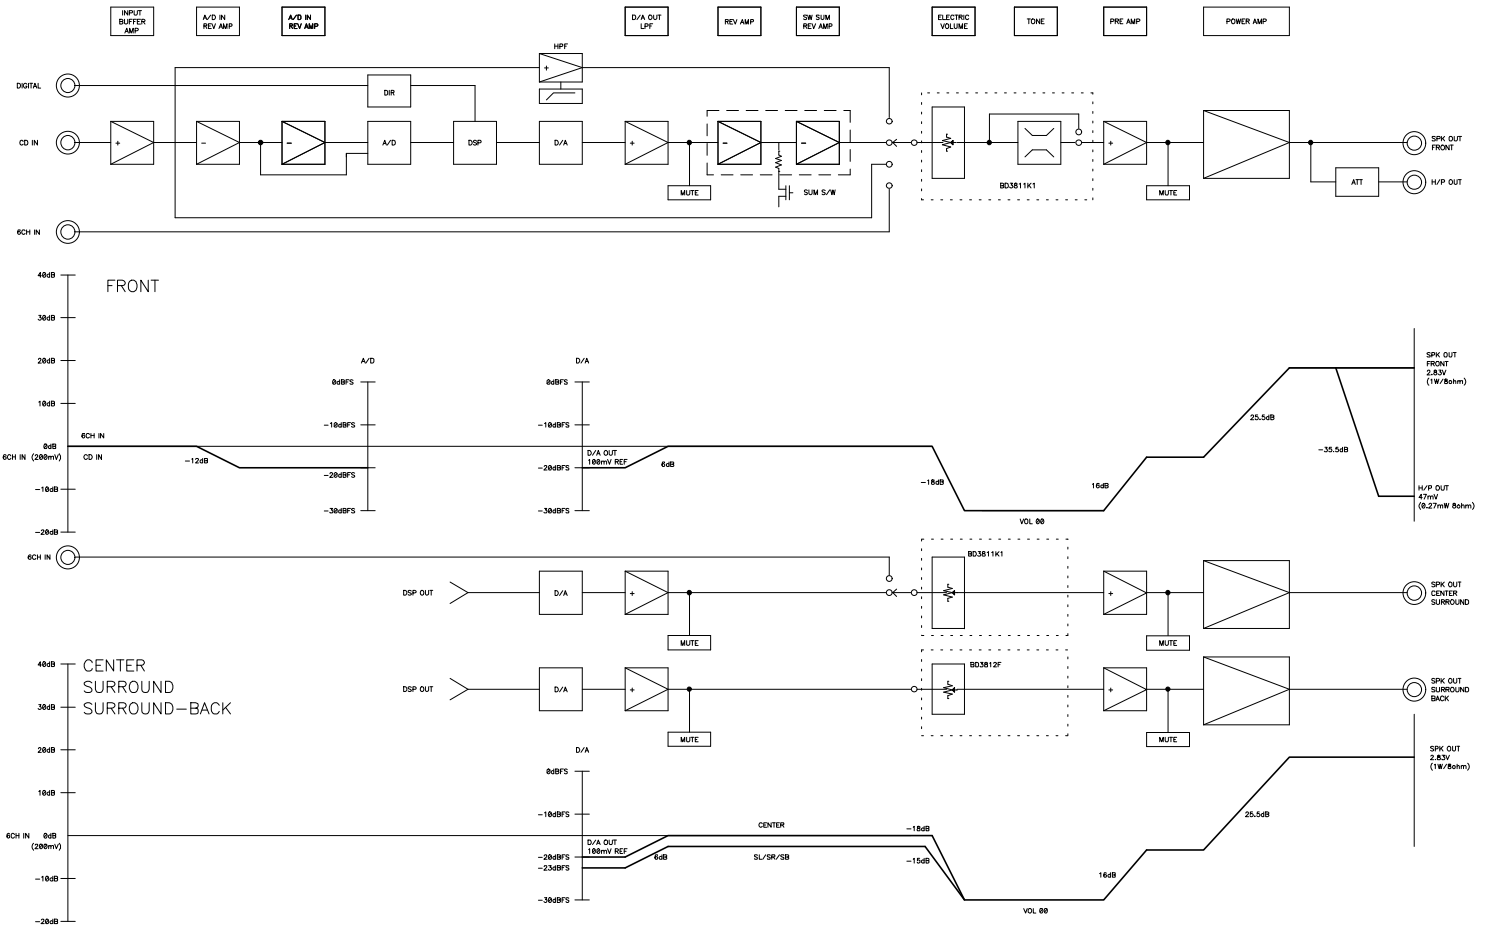 INPUT
BUFFER
AMP
A/D IN
REV AMP
A/D IN
REV AMP
D/A OUT
LPF
REV AMP
SW SUM
REV AMP
ELECTRIC
VOLUME
TONE
PRE AMP
POWER AMP
HPF
+
DIGITAL
DIR
CD IN
+
-
-
A/D
DSP
D/A
+
-
-
+
MUTE
SUM S/W
BD3811K1
MUTE
SPK OUT
FRONT
ATT
H/P OUT
6CH IN
40dB
FRONT
30dB
20dB
10dB
0dB
6CH IN (200mV)
-10dB
-20dB
6CH IN
CD IN
-12dB
A/D
0dBFS
-10dBFS
-20dBFS
-30dBFS
D/A
0dBFS
-10dBFS
D/A OUT
100mV REF
-20dBFS
-30dBFS
6dB
-18dB
VOL 00
16dB
25.5dB
-35.5dB
SPK OUT
FRONT
2.83V
(1W/8ohm)
H/P OUT
47mV
(0.27mW 8ohm)
6CH IN
BD3811K1
DSP OUT
D/A
+
+
MUTE
MUTE
SPK OUT
CENTER
SURROUND
40dB
CENTER
SURROUND
SURROUND-BACK
BD3812F
DSP OUT
D/A
+
+
MUTE
MUTE
SPK OUT
SURROUND
BACK
30dB
20dB
10dB
6CH IN 0dB
(200mV)
-10dB
-20dB
D/A
0dBFS
-10dBFS
D/A OUT
100mV REF
-20dBFS
-23dBFS
-30dBFS
6dB
CENTER
SL/SR/SB
-18dB
-15dB
VOL 00
16dB
25.5dB
SPK OUT
2.83V
(1W/8ohm)